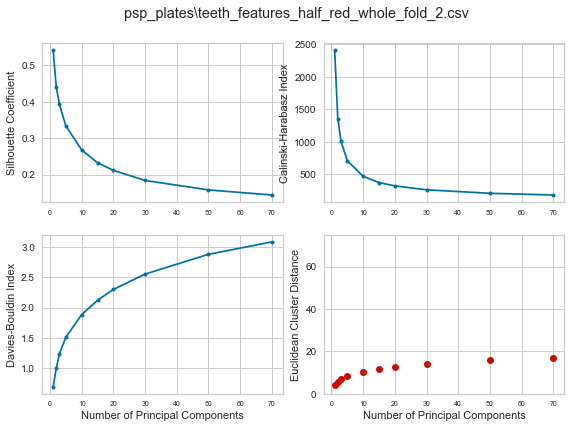 psp_plates\teeth_features_half_red_whole_fold_2.csv
Silhouette Coefficient
0.5
0.4
0.3
0.2
0 10 20 30 40 50 60 70
Calinski-Harabasz Index
2500
2000
1500
1000
500
0 10 20 30 40 50 60 70
Davies-Bouldin Index
3.0
2.5
2.0
1.5
1.0
0 10 20 30 40 50 60 70
Number of Principal Components
Euclidean Cluster Distance
60
40
20
0
0 10 20 30 40 50 60 70
Number of Principal Components